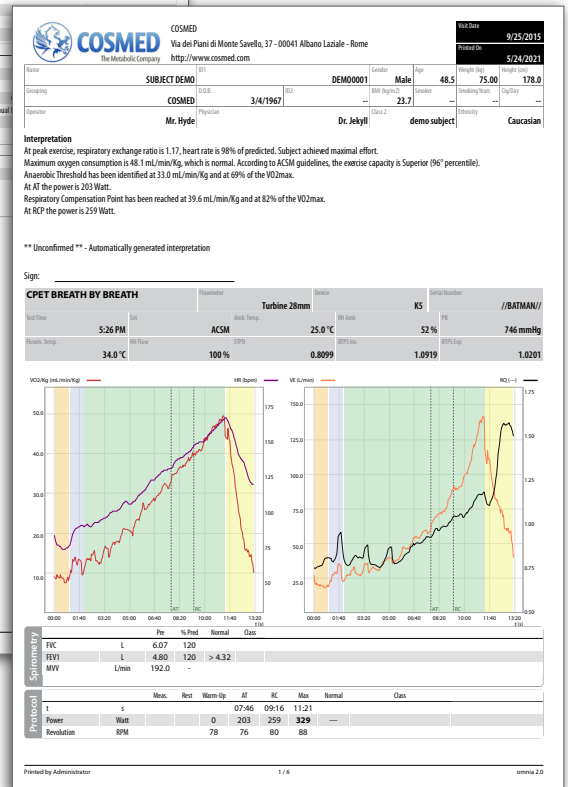 COSMED
The Metabolic Company
COSMED
Via dei Piani di Monte Savello, 37 - 00041 Albano Laziale - Rome
http://www.cosmed.com
Visit Date
9/25/2015
Printed On
5/24/2021
Name
SUBJECT DEMO
ID1
DEMO0001
Gender
Male
Age
48.5
Weight (kg)
75.00
Height (cm)
178.0
Grouping
COSMED
D.O.B.
3/4/1967
ID2
--
BMI (kg/m2)
23.7
Smoker
--
Smoking Years
--
Cig/Day
--
Operator
Mr. Hyde
Physician
Dr. Jekyll
Class 2
demo subject
Ethnicity
Caucasian
Interpretation
At peak exercise, respiratory exchange ratio is 1.17, heart rate is 98% of predicted. Subject achieved maximal effort.
Maximum oxygen consumption is 48.1 mL/min/Kg, which is normal. According to ACSM guidelines, the exercise capacity is Superior (96° percentile).
Anaerobic Threshold has been identified at 33.0 mL/min/Kg and at 69% of the VO2max.
At AT the power is 203 Watt.
Respiratory Compensation Point has been reached at 39.6 mL/min/Kg and at 82% of the VO2max.
At RCP the power is 259 Watt.
** Unconfirmed ** - Automatically generated interpretation
Sign:
CPET BREATH BY BREATH
Flowmeter
Turbine 28mm
Device
K5
Serial Number
//BATMAN//
Test Time
5:26 PM
Set
ACSM
Amb. Temp.
25.0 °C
RH Amb
52 %
PB
746 mmHg
Flowm. Temp.
34.0 °C
RH Flow
100 %
STPD
0.8099
BTPS Ins
1.0919
BTPS Exp
1.0201
VO2/Kg (mL/min/Kg) HR (bpm)
50.0
40.0
30.0
20.0
10.0
175
150
125
100
75
50
AT RC
00:00 01:40 03:20 05:00 06:40 08:20 10:00 11:40 13:20
t(s)
VE (L/min) RQ (---)
150.0
125.0
100.0
75.0
50.0
25.0
1.75
1.50
1.25
1.00
0.75
0.50
AT RC
00:00 01:40 03:20 05:00 06:40 08:20 10:00 11:40 13:20
t(s)
Spirometry
Pre % Pred Normal Class
FVC L 6.07 120
FEV1 L 4.80 120 > 4.32
MVV L/min 192.0 -
Protocol
Meas. Rest Warm-Up AT RC Max Normal Class
t s 07:46 09:16 11:21
Power Watt 0 203 259 329 ---
Revolution RPM 78 76 80 88
Printed by Administrator 1 / 6 omnia 2.0